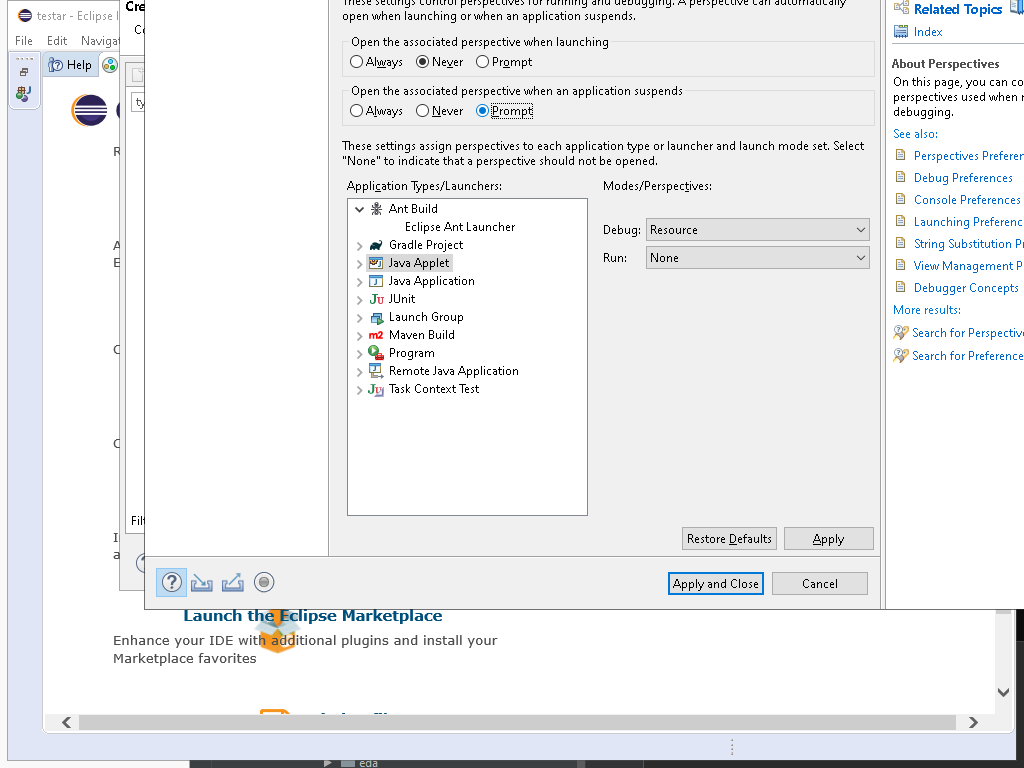 testar - Eclipse
File Edit Naviga
Help
Cre
These settings control perspectives for running and debugging. A perspective can automatically
open when launching or when an application suspends.
Open the associated perspective when launching
Always Never Prompt
Open the associated perspective when an application suspends
Always Never Prompt
These settings assign perspectives to each application type or launcher and launch mode set. Select
"None" to indicate that a perspective should not be opened.
Application Types/Launchers:
Modes/Perspectives:
Ant Build
Eclipse Ant Launcher
Gradle Project
Java Applet
Java Application
JUnit
Launch Group
Maven Build
Program
Remote Java Application
Task Context Test
Debug: Resource
Run: None
Restore Defaults Apply
Apply and Close Cancel
Related Topics
Index
About Perspectives
On this page, you can co
perspectives used when r
debugging.
See also:
Perspectives Preferen
Debug Preferences
Console Preferences
Launching Preferenc
String Substitution Pr
View Management P
Debugger Concepts
More results:
Search for Perspective
Search for Preference
Launch the Eclipse Marketplace
Enhance your IDE with additional plugins and install your
Marketplace favorites
eda